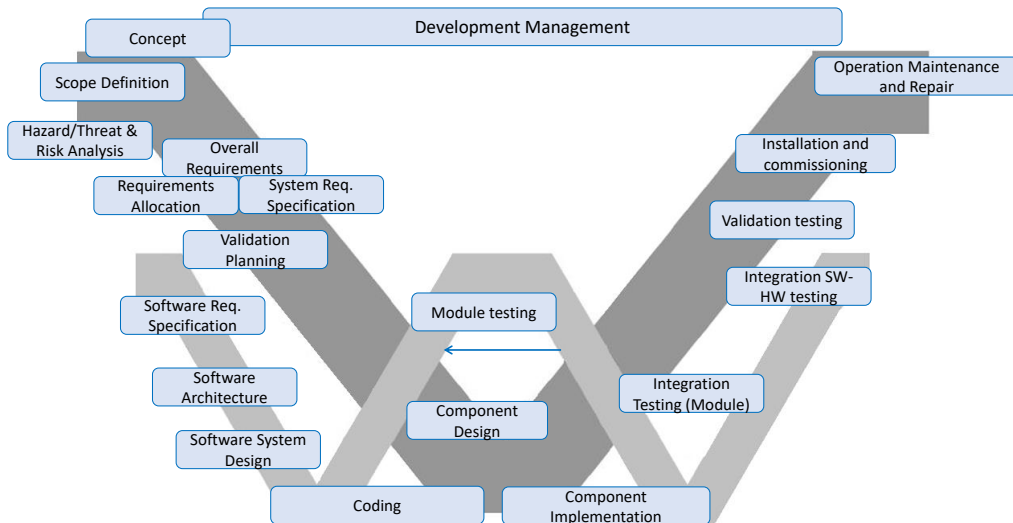 Development Management
Concept
Scope Definition
Operation Maintenance
and Repair
Hazard/Threat &
Risk Analysis
Overall
Requirements
Installation and
commissioning
Requirements
Allocation
System Req.
Specification
Validation testing
Validation
Planning
Integration SW-
HW testing
Software Req.
Specification
Module testing
Software
Architecture
Integration
Testing (Module)
Component
Design
Software System
Design
Coding
Component
Implementation